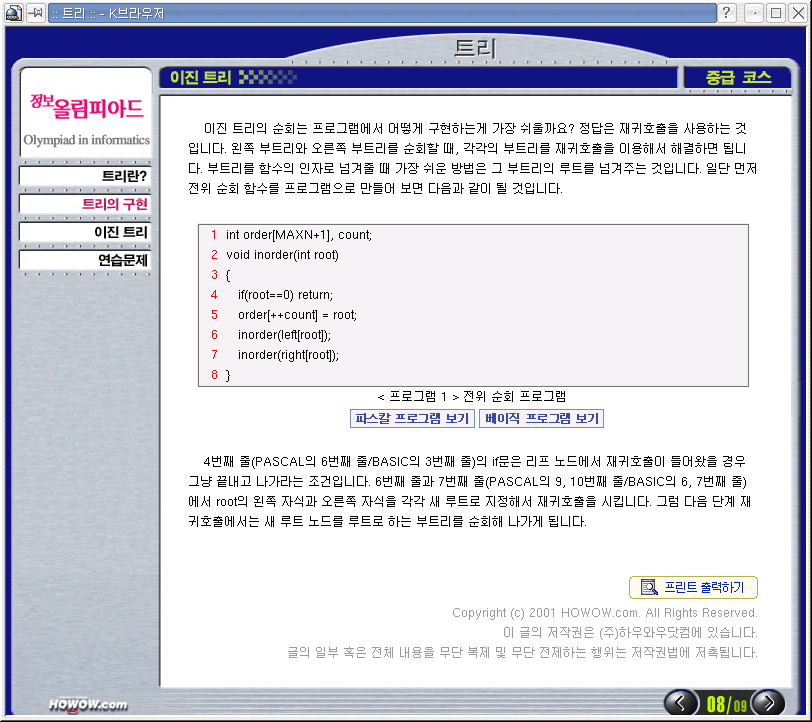 :: 트리 :: - K브라우저
트리
정보올림피아드
Olympiad in informatics
트리란?
트리의 구현
이진 트리
연습문제
이진 트리
중급 코스
이진 트리의 순회는 프로그램에서 어떻게 구현하는게 가장 쉬울까요? 정답은 재귀호출을 사용하는 것
입니다. 왼쪽 부트리와 오른쪽 부트리를 순회할 때, 각각의 부트리를 재귀호출을 이용해서 해결하면 됩니
다. 부트리를 함수의 인자로 넘겨줄 때 가장 쉬운 방법은 그 부트리의 루트를 넘겨주는 것입니다. 일단 먼저
전위 순회 함수를 프로그램으로 만들어 보면 다음과 같이 될 것입니다.
1 int order[MAXN+1], count;
2 void inorder(int root)
3 {
4 if(root==0) return;
5 order[++count] = root;
6 inorder(left[root]);
7 inorder(right[root]);
8 }
< 프로그램 1 > 전위 순회 프로그램
파스칼 프로그램 보기 베이직 프로그램 보기
4번째 줄(PASCAL의 6번째 줄/BASIC의 3번째 줄)의 if문은 리프 노드에서 재귀호출이 들어왔을 경우
그냥 끝내고 나가라는 조건입니다. 6번째 줄과 7번째 줄(PASCAL의 9, 10번째 줄/BASIC의 6, 7번째 줄)
에서 root의 왼쪽 자식과 오른쪽 자식을 각각 새 루트로 지정해서 재귀호출을 시킵니다. 그럼 다음 단계 재
귀호출에서는 새 루트 노드를 루트로 하는 부트리를 순회해 나가게 됩니다.
프린트 출력하기
Copyright (c) 2001 HOWOW.com. All Rights Reserved.
이 글의 저작권은 (주)하우와우닷컴에 있습니다.
글의 일부 혹은 전체 내용을 무단 복제 및 무단 전제하는 행위는 저작권법에 저촉됩니다.
HOWOW.com
08/09